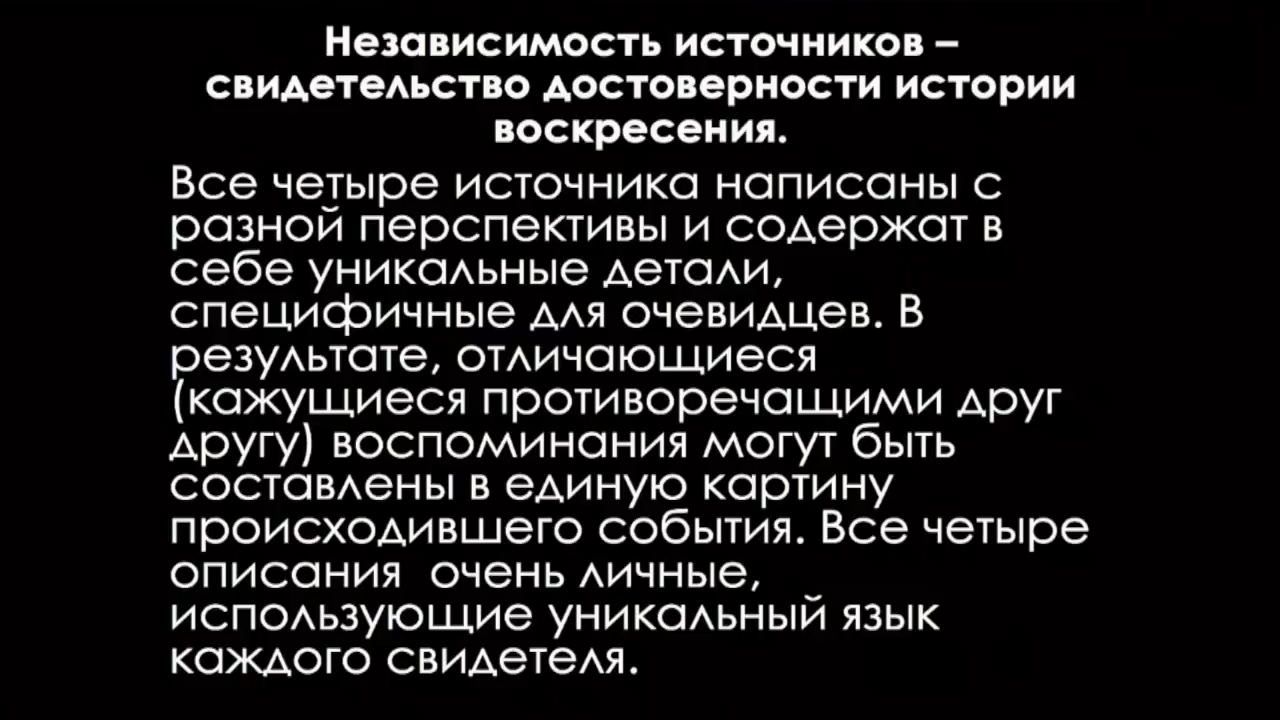 Независимость источников –
свидетельство достоверности истории
воскресения.
Все четыре источника написаны с
разной перспективы и содержат в
себе уникальные детали,
специфичные для очевидцев. В
результате, отличающиеся
(кажущиеся противоречащими друг
другу) воспоминания могут быть
составлены в единую картину
происходившего события. Все четыре
описания  очень личные,
использующие уникальный язык
каждого свидетеля.